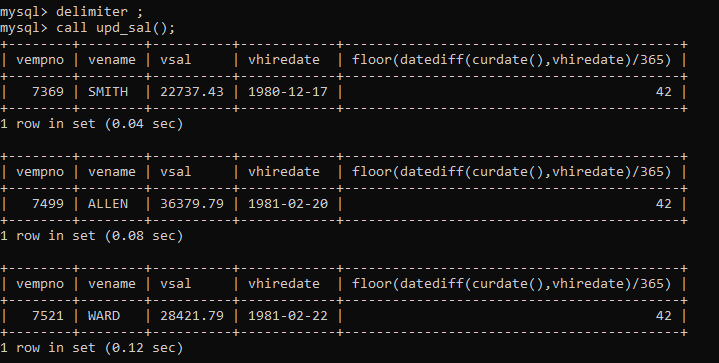 mysql> delimiter ;
mysql> call upd_sal();
+--------+--------+----------+------------+-----------------------------------------+
| vempno | vename | vsal     | vhiredate  | floor(datediff(curdate(),vhiredate)/365) |
+--------+--------+----------+------------+-----------------------------------------+
|   7369 | SMITH  | 22737.43 | 1980-12-17 |                                       42 |
+--------+--------+----------+------------+-----------------------------------------+
1 row in set (0.04 sec)

+--------+--------+----------+------------+-----------------------------------------+
| vempno | vename | vsal     | vhiredate  | floor(datediff(curdate(),vhiredate)/365) |
+--------+--------+----------+------------+-----------------------------------------+
|   7499 | ALLEN  | 36379.79 | 1981-02-20 |                                       42 |
+--------+--------+----------+------------+-----------------------------------------+
1 row in set (0.08 sec)

+--------+--------+----------+------------+-----------------------------------------+
| vempno | vename | vsal     | vhiredate  | floor(datediff(curdate(),vhiredate)/365) |
+--------+--------+----------+------------+-----------------------------------------+
|   7521 | WARD   | 28421.79 | 1981-02-22 |                                       42 |
+--------+--------+----------+------------+-----------------------------------------+
1 row in set (0.12 sec)